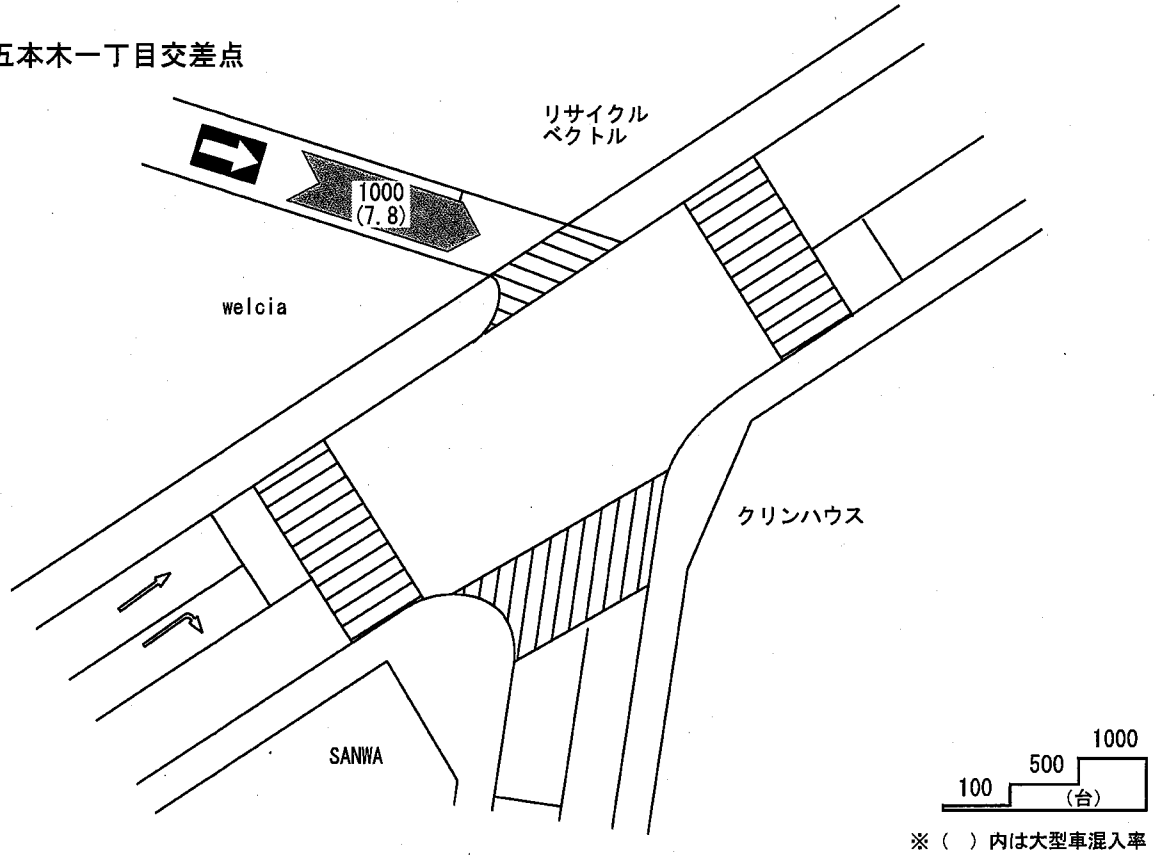 五本木一丁目交差点
リサイクル
ベクトル
1000
(7.8)
welcia
クリンハウス
SANWA
1000
500
100
(台)
※（　）内は大型車混入率